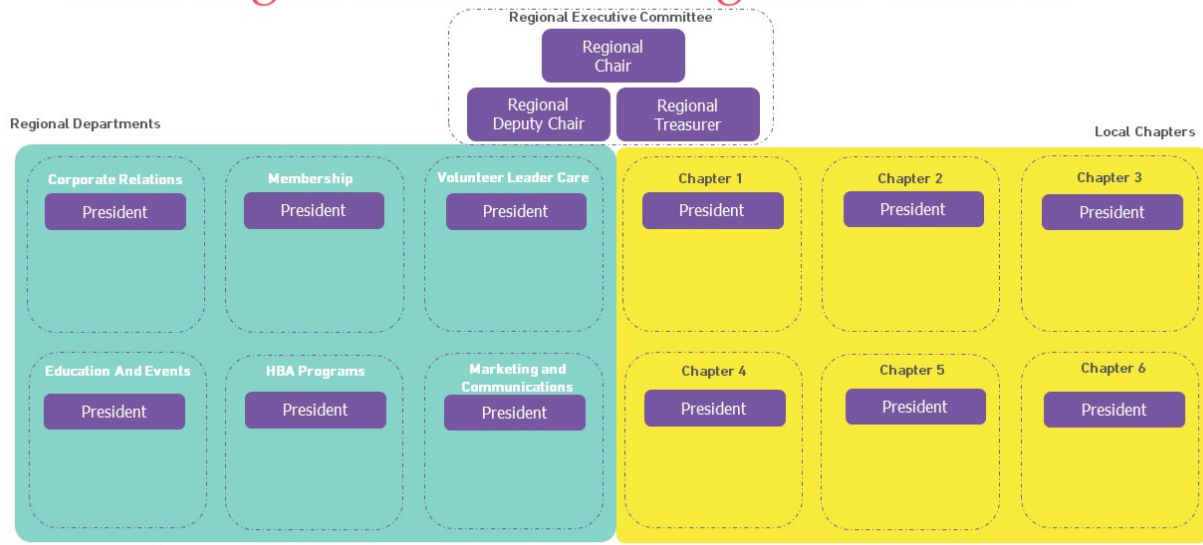 Regional Executive Committee
Regional
Chair
Regional
Deputy Chair
Regional
Treasurer
Regional Departments
Local Chapters
Corporate Relations
President
Membership
President
Volunteer Leader Care
President
Chapter 1
President
Chapter 2
President
Chapter 3
President
Education And Events
President
HBA Programs
President
Marketing and
Communications
President
Chapter 4
President
Chapter 5
President
Chapter 6
President